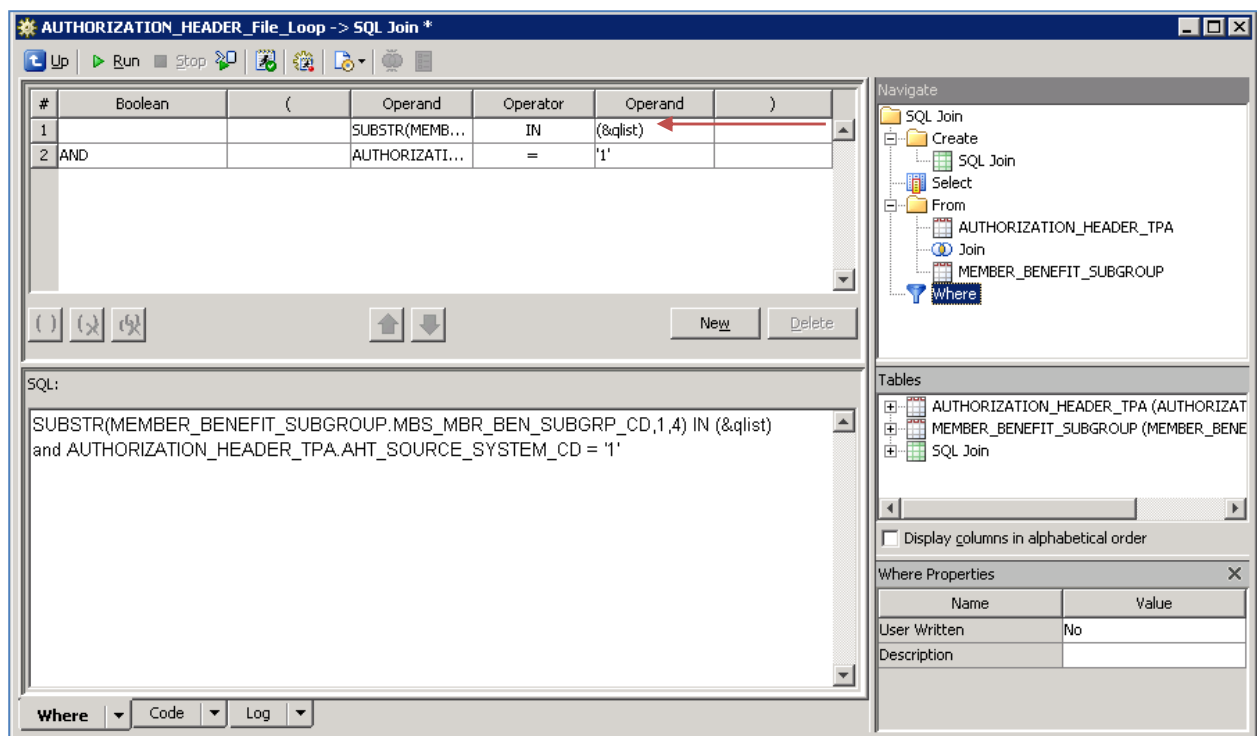 AUTHORIZATION_HEADER_File_Loop -> SQL Join *
Up Run Stop
# Boolean ( Operand Operator Operand )
1 SUBSTR(MEMB... IN (&qlist)
2 AND AUTHORIZATI... = '1'
( )
New Delete
SQL:
SUBSTR(MEMBER_BENEFIT_SUBGROUP.MBS_MBR_BEN_SUBGRP_CD,1,4) IN (&qlist)
and AUTHORIZATION_HEADER_TPA.AHT_SOURCE_SYSTEM_CD = '1'
Where Code Log
Navigate
SQL Join
Create
SQL Join
Select
From
AUTHORIZATION_HEADER_TPA
Join
MEMBER_BENEFIT_SUBGROUP
Where
Tables
AUTHORIZATION_HEADER_TPA (AUTHORIZAT
MEMBER_BENEFIT_SUBGROUP (MEMBER_BENE
SQL Join
Display columns in alphabetical order
Where Properties
Name Value
User Written No
Description